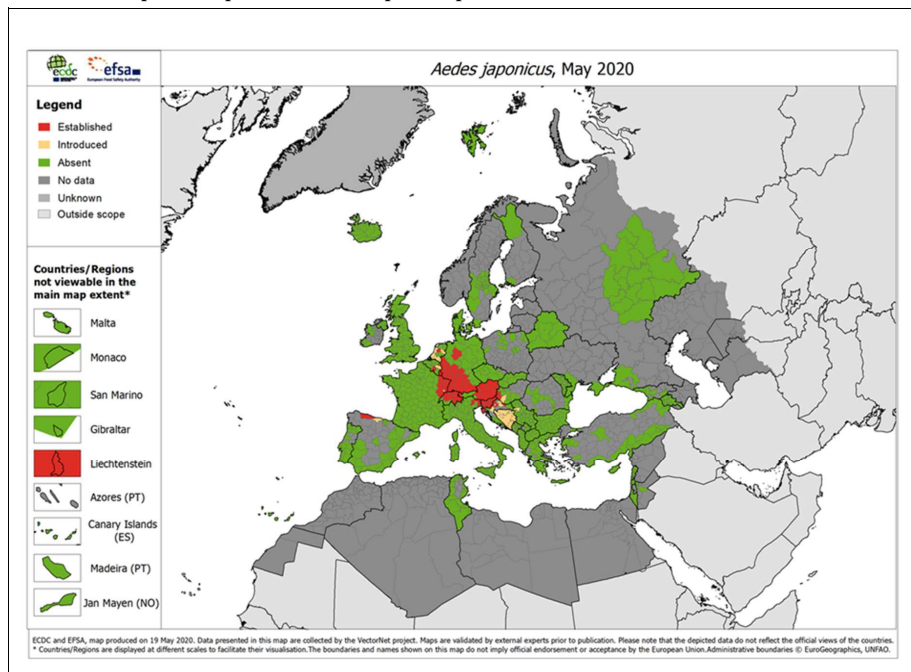 ecdc
efsa
European Food Safety Authority
Aedes japonicus, May 2020
Legend
Established
Introduced
Absent
No data
Unknown
Outside scope
Countries/Regions
not viewable in the
main map extent*
Malta
Monaco
San Marino
Gibraltar
Liechtenstein
Azores (PT)
Canary Islands
(ES)
Madeira (PT)
Jan Mayen (NO)
ECDC and EFSA, map produced on 19 May 2020. Data presented in this map are collected by the VectorNet project. Maps are validated by external experts prior to publication. Please note that the depicted data do not reflect the official views of the countries.
* Countries/Regions are displayed at different scales to facilitate their visualisation.The boundaries and names shown on this map do not imply official endorsement or acceptance by the European Union.Administrative boundaries © EuroGeographics, UNFAO.